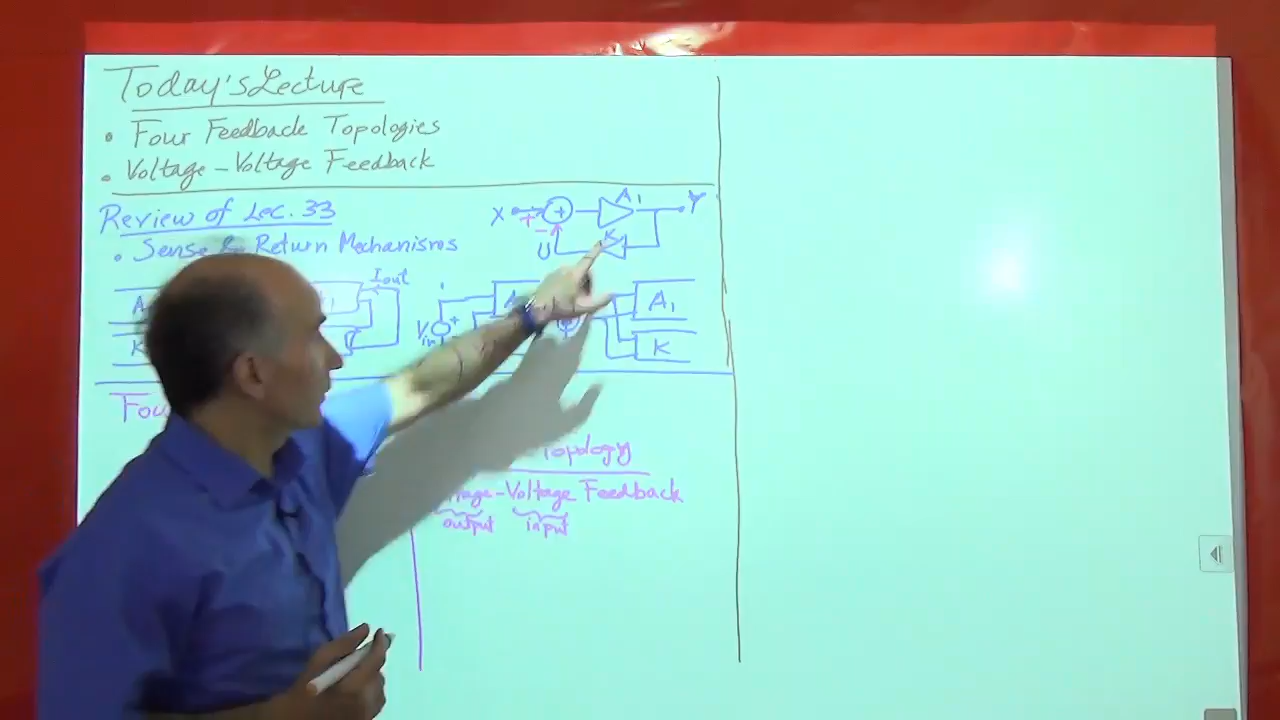 Today's Lecture
• Four Feedback Topologies
• Voltage-Voltage Feedback
Review of Lec. 33
• Sense & Return Mechanisms
X + + A1 Y
- K
U
Iout
A
K
Vin + A
A1
K
Topology
-Voltage Feedback
output input